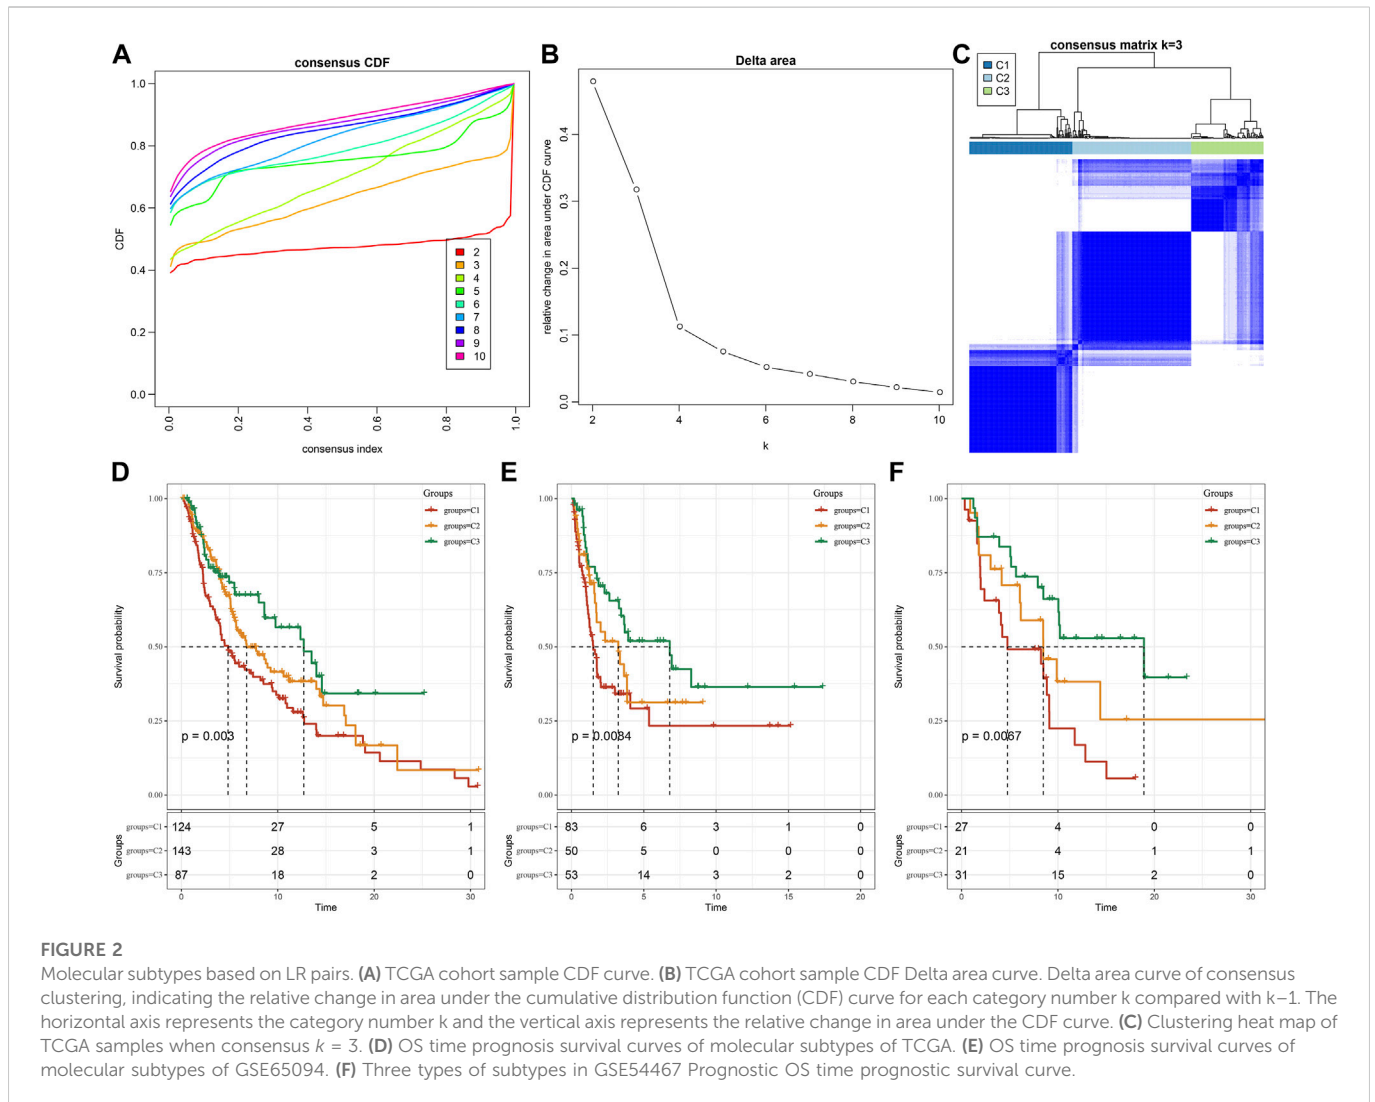 A
consensus CDF
CDF
1.0
0.8
0.6
0.4
0.2
0.0
2
3
4
5
6
7
8
9
10
0.0
0.2
0.4
0.6
0.8
1.0
consensus index
B
Delta area
relative change in area under CDF curve
0.4
0.3
0.2
0.1
0.0
2
4
6
8
10
k
C
consensus matrix k=3
C1
C2
C3
D
Survival probability
1.00
0.75
0.50
0.25
0.00
Groups
groups=C1
groups=C2
groups=C3
p = 0.003
Groups
groups=C1 124 27 5 1
groups=C2 143 28 3 1
groups=C3 87 18 2 0
0 10 20 30
Time
E
Survival probability
1.00
0.75
0.50
0.25
0.00
Groups
groups=C1
groups=C2
groups=C3
p = 0.0034
Groups
groups=C1 83 6 3 1 0
groups=C2 50 5 0 0 0
groups=C3 53 14 3 2 0
0 5 10 15 20
Time
F
Survival probability
1.00
0.75
0.50
0.25
0.00
Groups
groups=C1
groups=C2
groups=C3
p = 0.0067
Groups
groups=C1 27 4 0 0
groups=C2 21 4 1 1
groups=C3 31 15 2 0
0 10 20 30
Time
FIGURE 2
Molecular subtypes based on LR pairs. (A) TCGA cohort sample CDF curve. (B) TCGA cohort sample CDF Delta area curve. Delta area curve of consensus
clustering, indicating the relative change in area under the cumulative distribution function (CDF) curve for each category number k compared with k–1. The
horizontal axis represents the category number k and the vertical axis represents the relative change in area under the CDF curve. (C) Clustering heat map of
TCGA samples when consensus k = 3. (D) OS time prognosis survival curves of molecular subtypes of TCGA. (E) OS time prognosis survival curves of
molecular subtypes of GSE65094. (F) Three types of subtypes in GSE54467 Prognostic OS time prognostic survival curve.